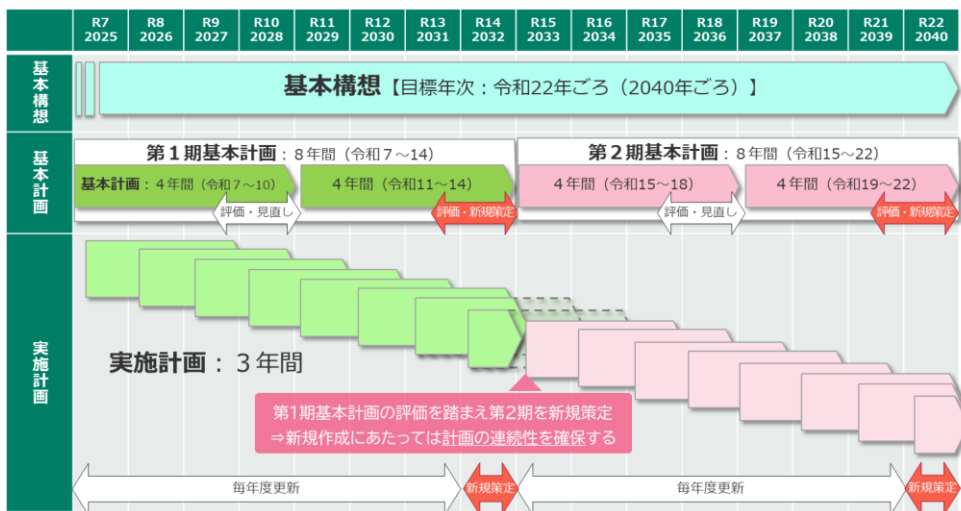 R7 R8 R9 R10 R11 R12 R13 R14 R15 R16 R17 R18 R19 R20 R21 R22
2025 2026 2027 2028 2029 2030 2031 2032 2033 2034 2035 2036 2037 2038 2039 2040
基本構想
基本構想【目標年次：令和22年ごろ（2040年ごろ）】
基本計画
第１期基本計画：８年間（令和７～14）
第２期基本計画：８年間（令和15～22）
基本計画：４年間（令和７～10）
４年間（令和11～14）
４年間（令和15～18）
４年間（令和19～22）
評価・見直し
評価・新規策定
評価・見直し
評価・新規策定
実施計画
実施計画：３年間
第1期基本計画の評価を踏まえ第2期を新規策定
⇒新規作成にあたっては計画の連続性を確保する
毎年度更新
新規策定
毎年度更新
新規策定